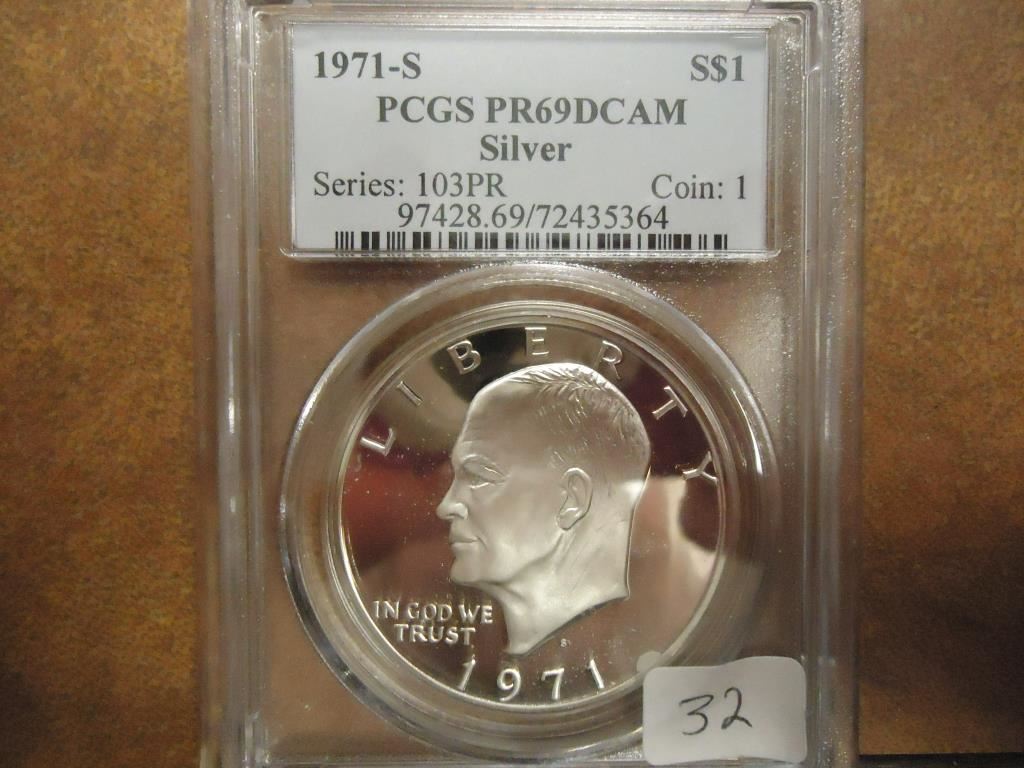 1971-S S$1
PCGS PR69DCAM
Silver
Series: 103PR Coin: 1
97428.69/72435364
LIBERTY
IN GOD WE
TRUST
S
1971
32